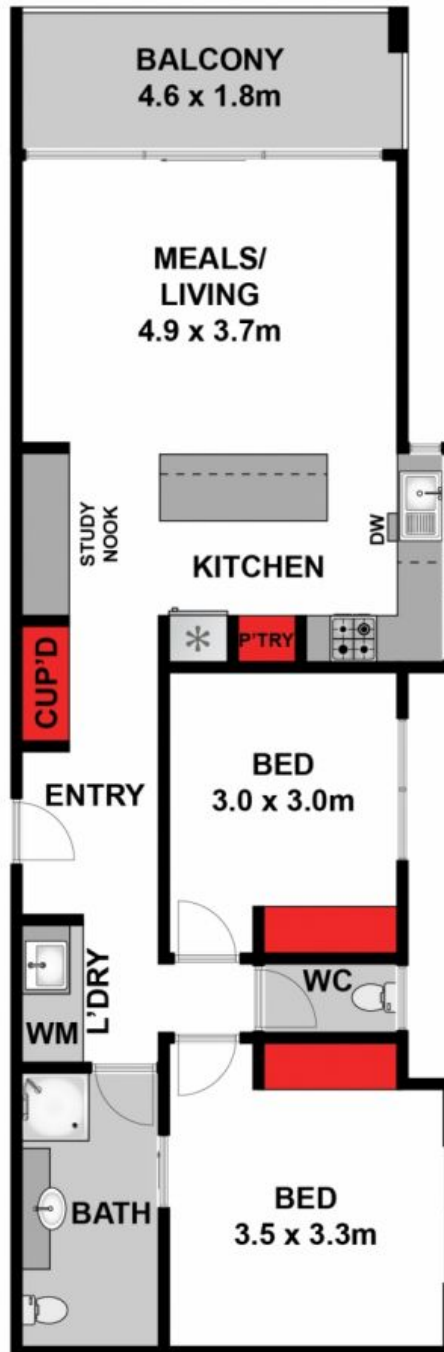 BALCONY
4.6 x 1.8m
MEALS/
LIVING
4.9 x 3.7m
STUDY
NOOK
DW
KITCHEN
P'TRY
CUP'D
BED
3.0 x 3.0m
ENTRY
L'DRY
WC
WM
BATH
BED
3.5 x 3.3m